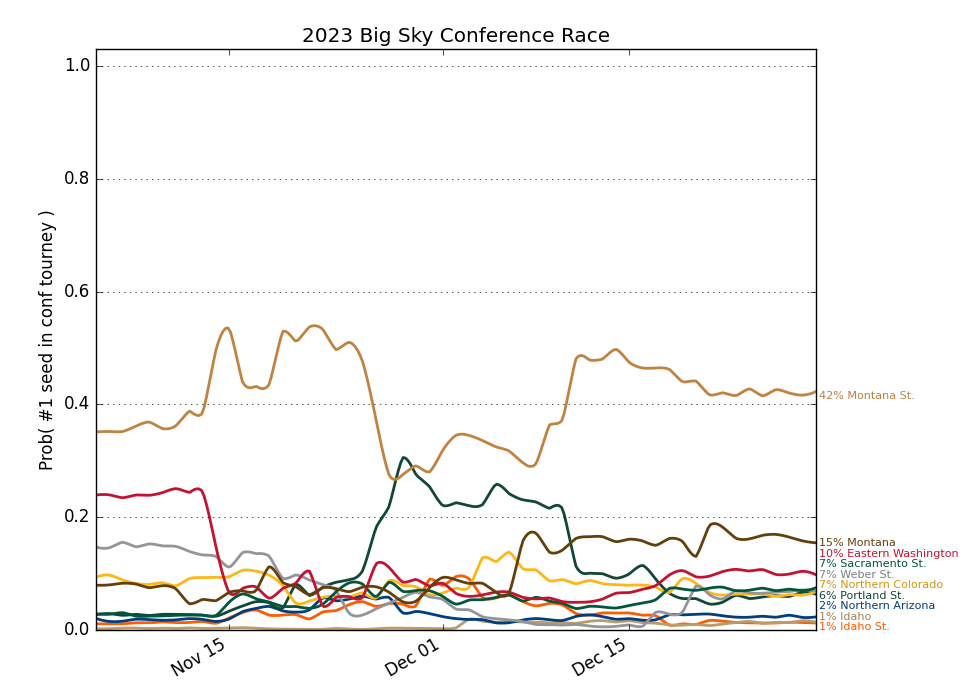 2023 Big Sky Conference Race
Prob( #1 seed in conf tourney )
1.0
0.8
0.6
0.4
0.2
0.0
Nov 15
Dec 01
Dec 15
42% Montana St.
15% Montana
10% Eastern Washington
7% Sacramento St.
7% Weber St.
7% Northern Colorado
6% Portland St.
2% Northern Arizona
1% Idaho
1% Idaho St.